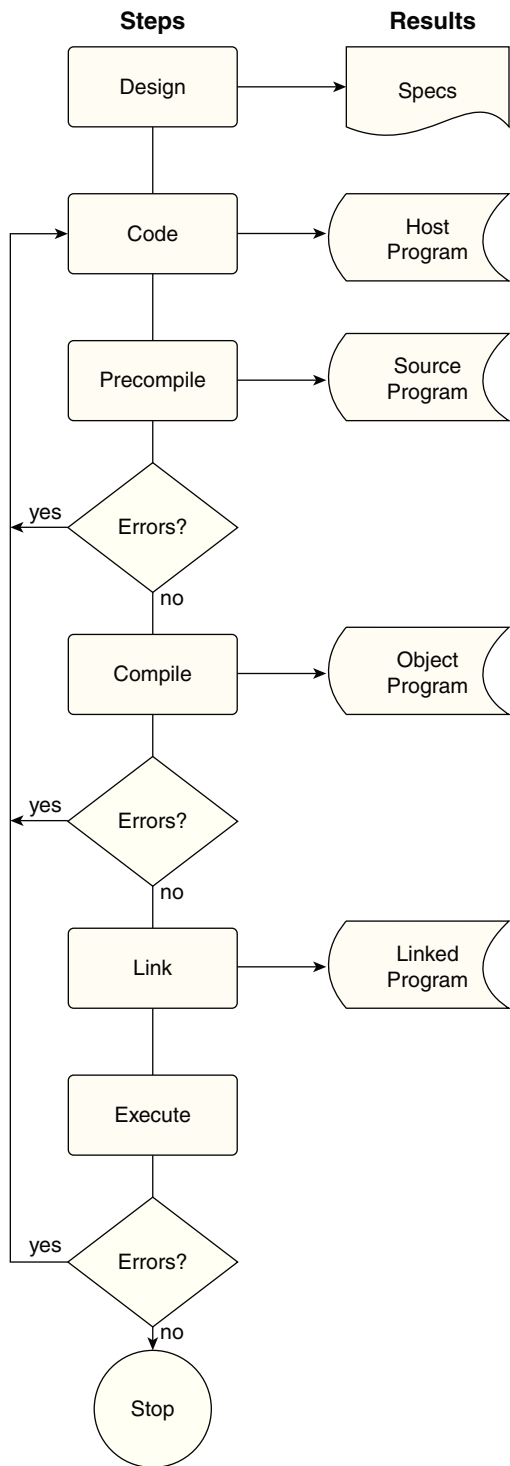 Steps
Results
Design
Specs
Code
Host
Program
Precompile
Source
Program
yes
Errors?
no
Compile
Object
Program
yes
Errors?
no
Link
Linked
Program
Execute
yes
Errors?
no
Stop